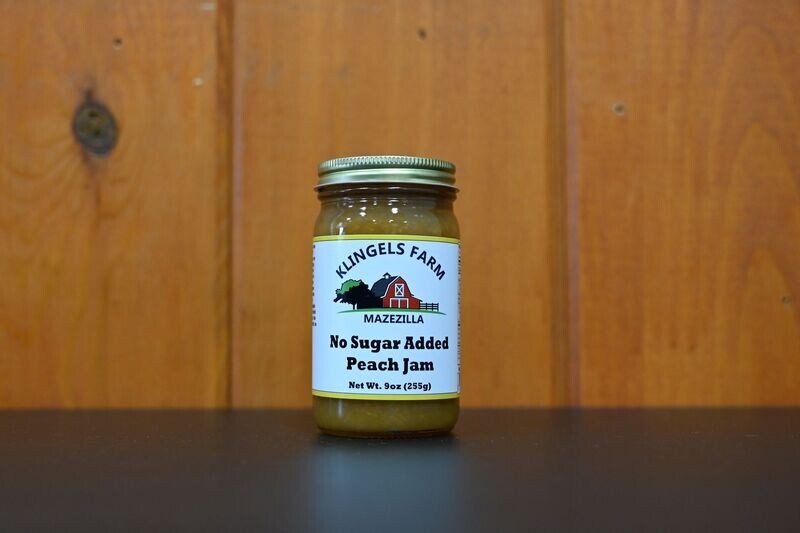 KLINGELS FARM
MAZEZILLA
No Sugar Added
Peach Jam
Net Wt. 9oz (255g)